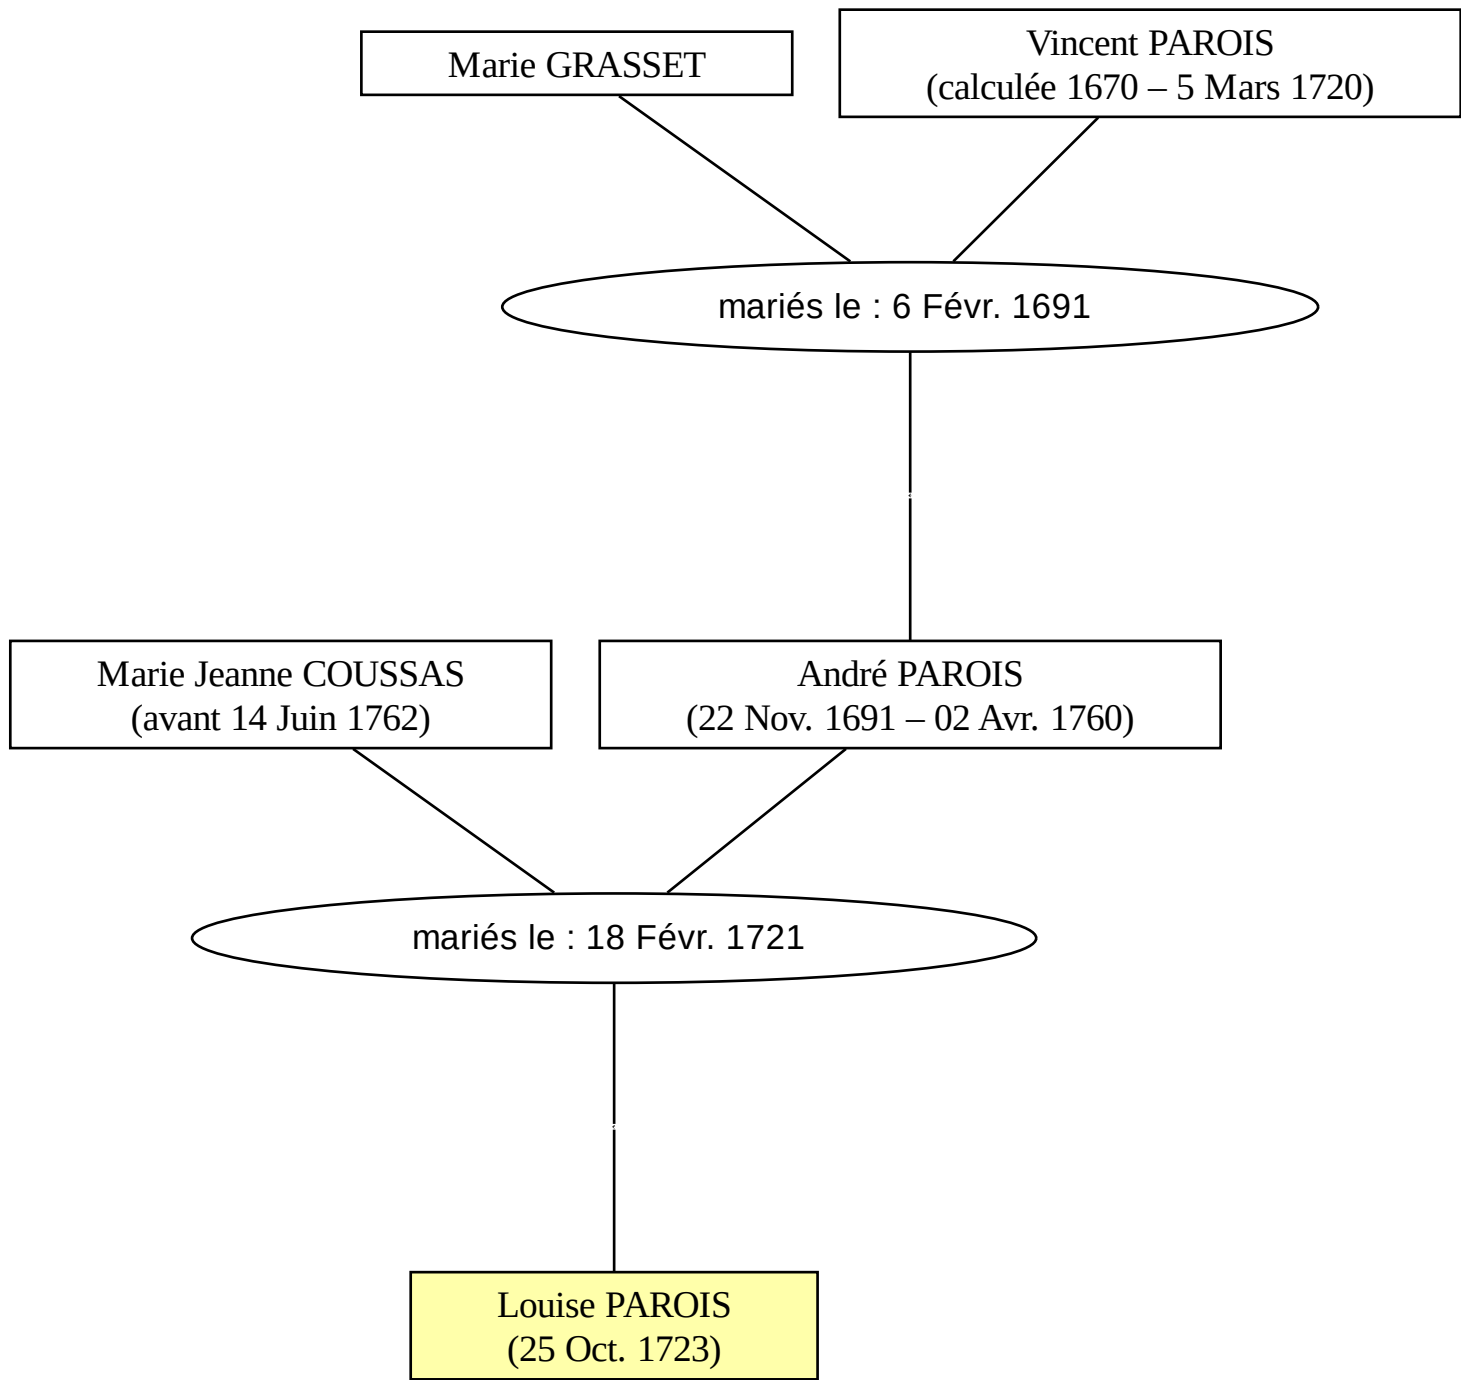 Marie GRASSET
Vincent PAROIS
(calculée 1670 – 5 Mars 1720)
mariés le : 6 Févr. 1691
Marie Jeanne COUSSAS
(avant 14 Juin 1762)
André PAROIS
(22 Nov. 1691 – 02 Avr. 1760)
mariés le : 18 Févr. 1721
Louise PAROIS
(25 Oct. 1723)